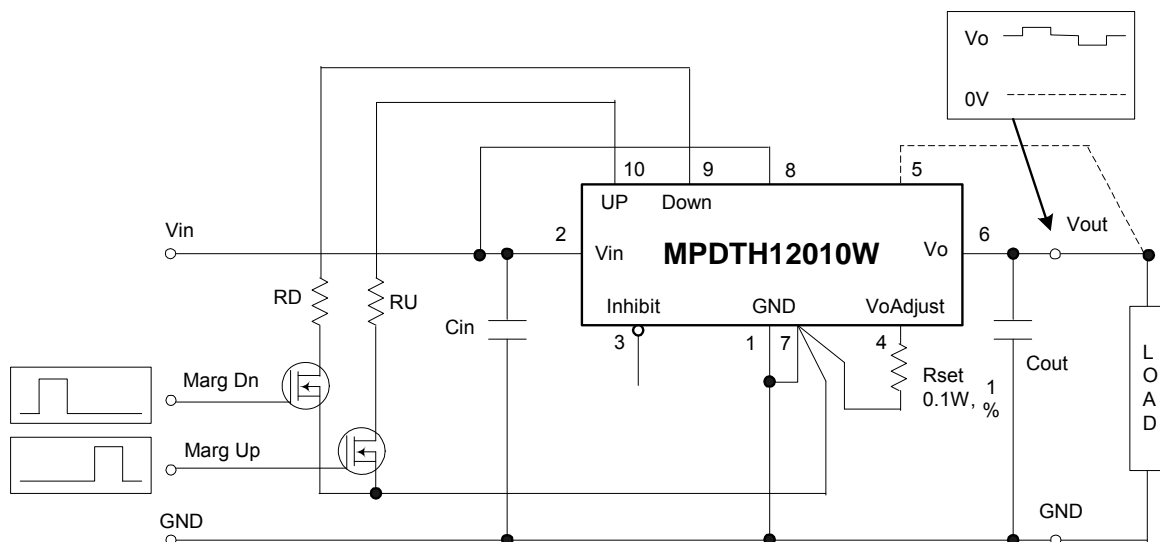 Vo
0V
10 9 8 5
UP Down
Vin 2 Vin MPDTH12010W Vo 6 Vout
RD RU Cin Inhibit GND VoAdjust
3 1 7 4
Rset
0.1W, 1
%
Cout
LOAD
Marg Dn
Marg Up
GND GND